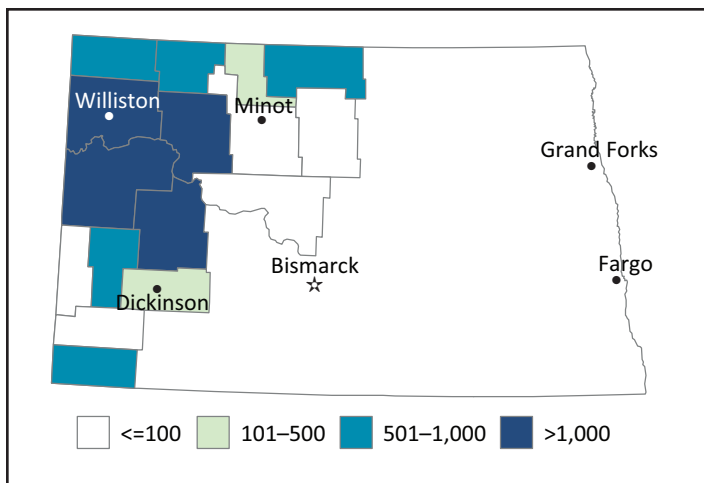 Williston
Minot
Grand Forks
Bismarck
Fargo
Dickinson
<=100
101–500
501–1,000
>1,000